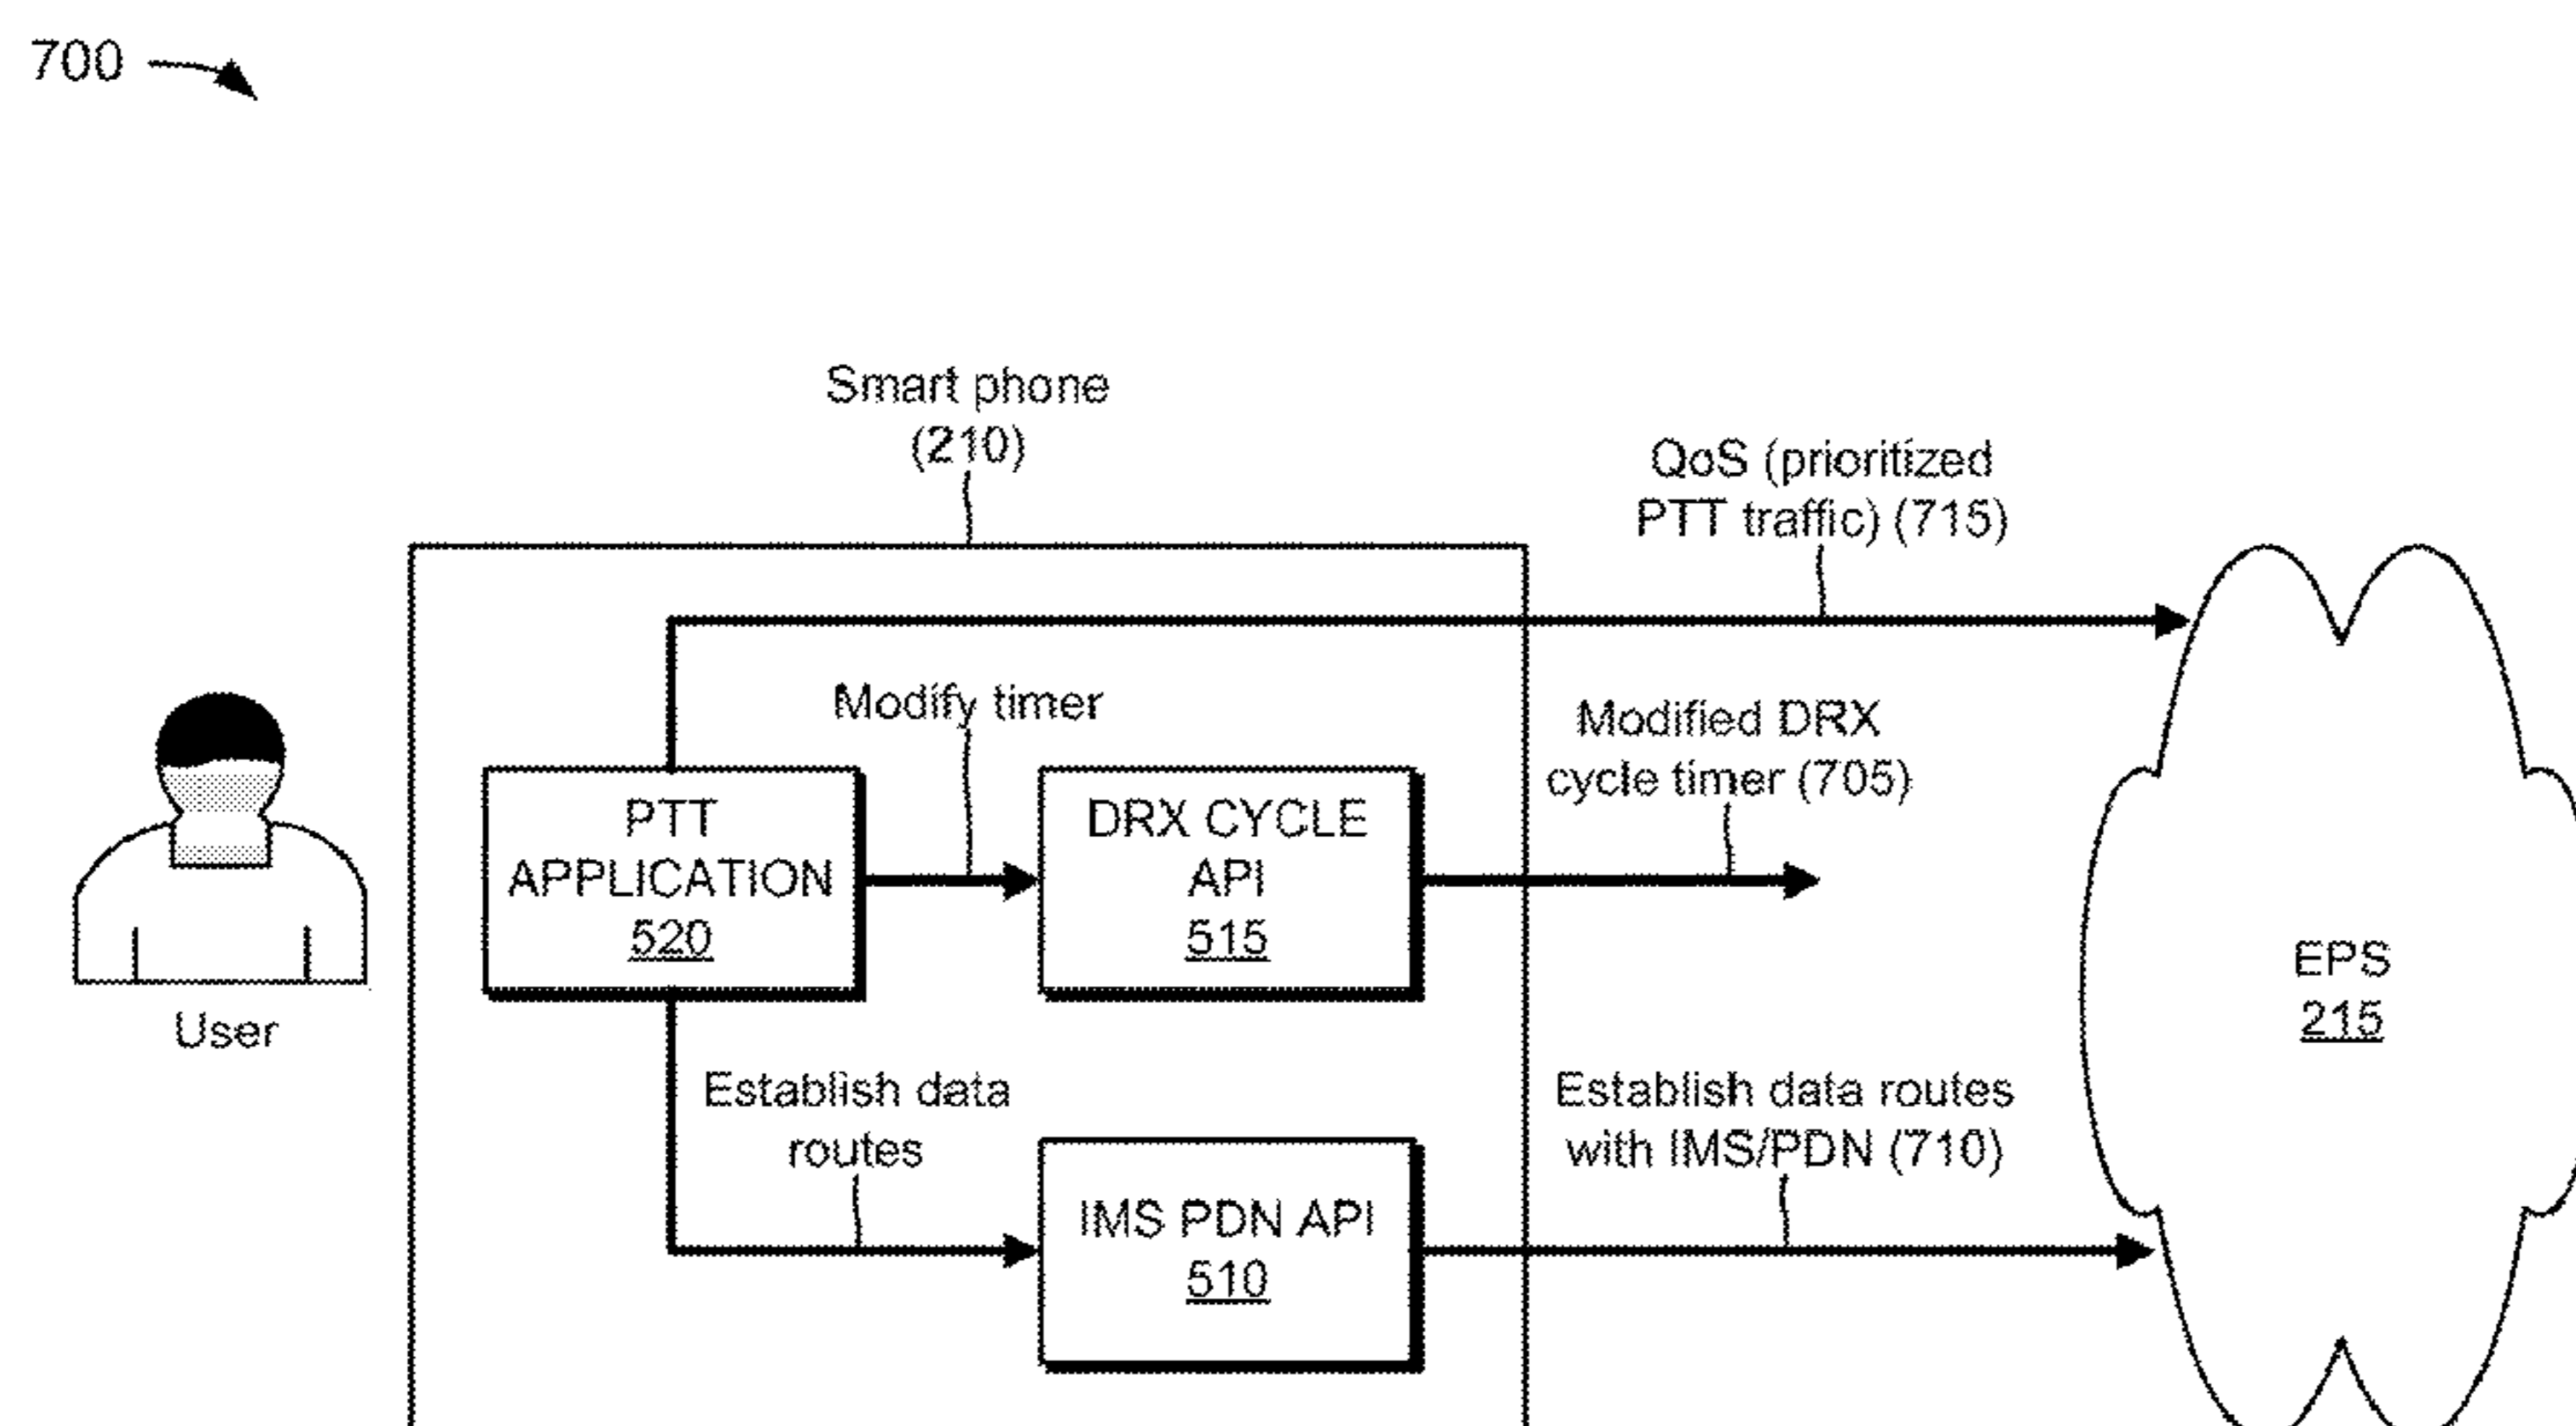 700
Smart phone
(210)
QoS (prioritized
PTT traffic) (715)
Modify timer
Modified DRX
cycle timer (705)
PTT
APPLICATION
520
DRX CYCLE
API
515
User
EPS
215
Establish data
routes
Establish data routes
with IMS/PDN (710)
IMS PDN API
510